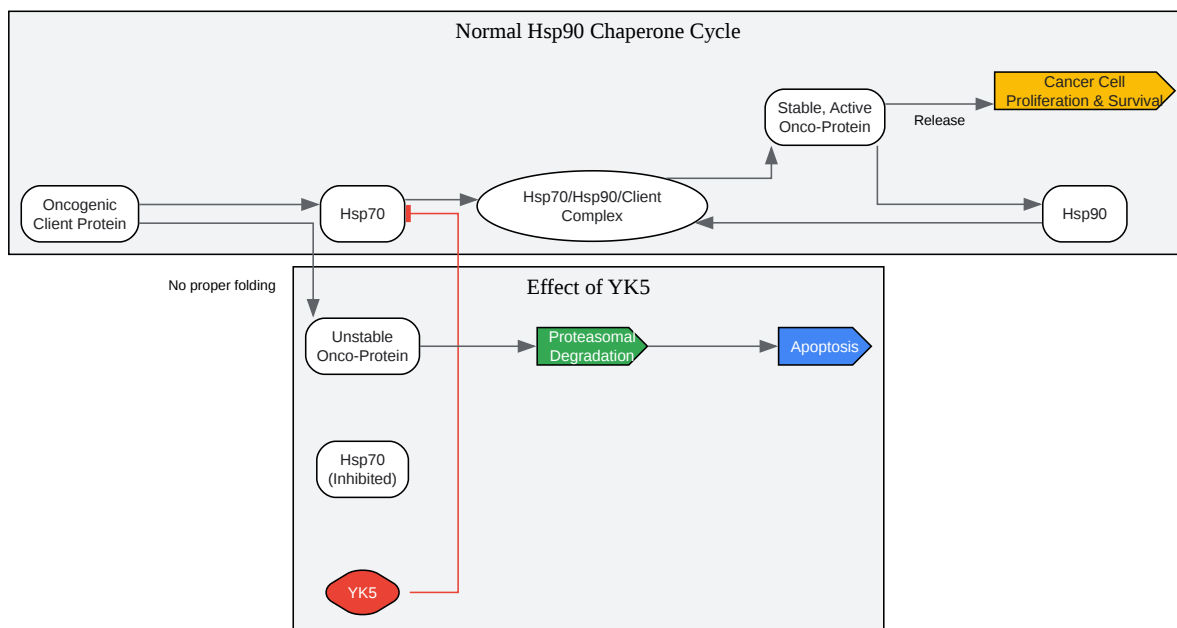 Normal Hsp90 Chaperone Cycle
Cancer Cell
Proliferation & Survival
Stable, Active
Onco-Protein
Release
Oncogenic
Client Protein
Hsp70
Hsp70/Hsp90/Client
Complex
Hsp90
No proper folding
Effect of YK5
Unstable
Onco-Protein
Proteasomal
Degradation
Apoptosis
Hsp70
(Inhibited)
YK5